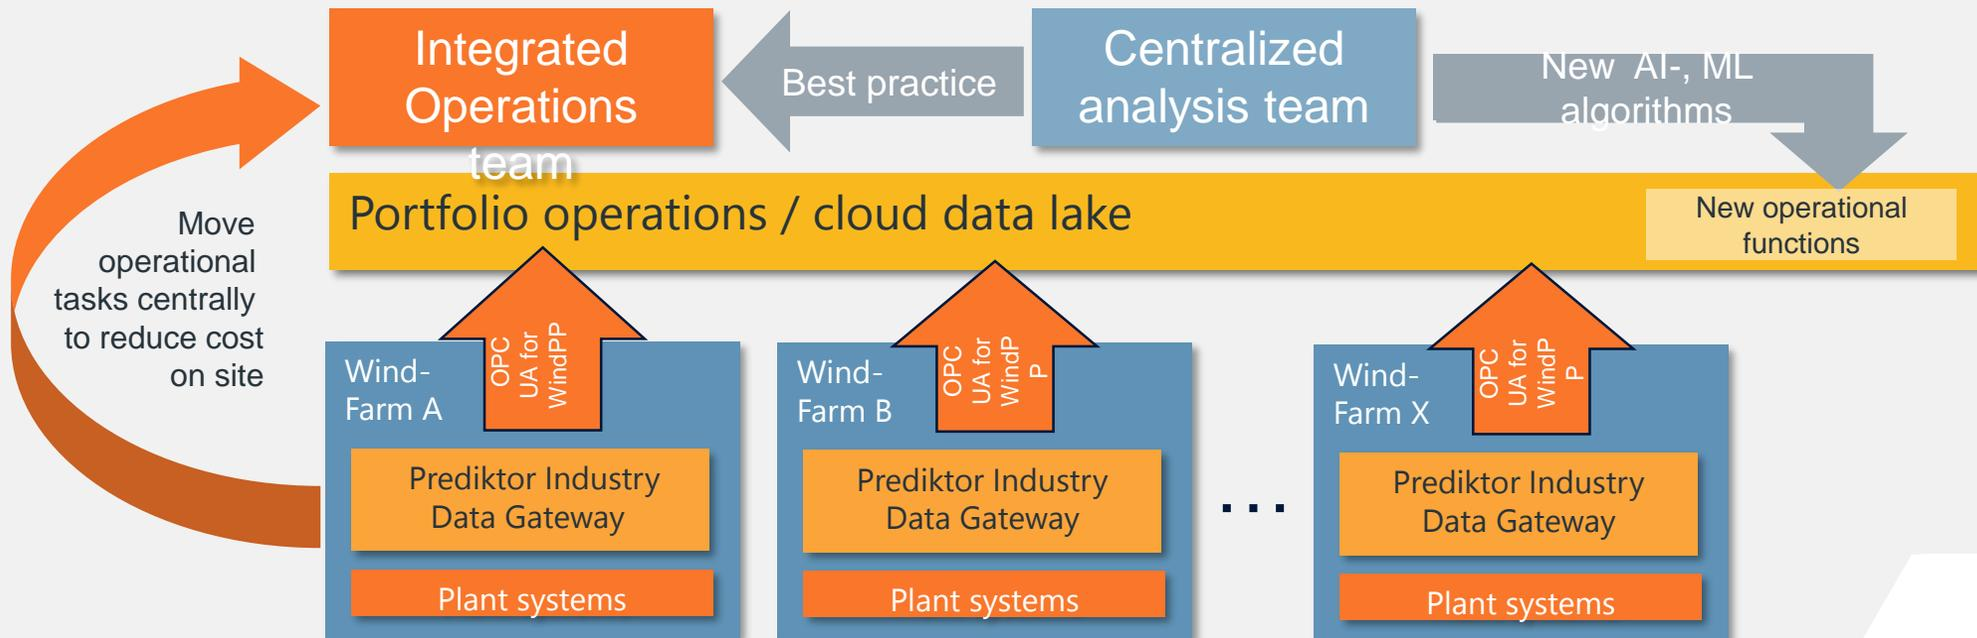 Integrated
Operations
team
Best practice
Centralized
analysis team
New  AI-, ML
algorithms
Portfolio operations / cloud data lake
New operational
functions
Move
operational
tasks centrally
to reduce cost
on site
Wind-
Farm A
OPC
UA for
WindPP
Prediktor Industry
Data Gateway
Plant systems
Wind-
Farm B
OPC
UA for
WindP
P
Prediktor Industry
Data Gateway
Plant systems
...
Wind-
Farm X
OPC
UA for
WindP
P
Prediktor Industry
Data Gateway
Plant systems